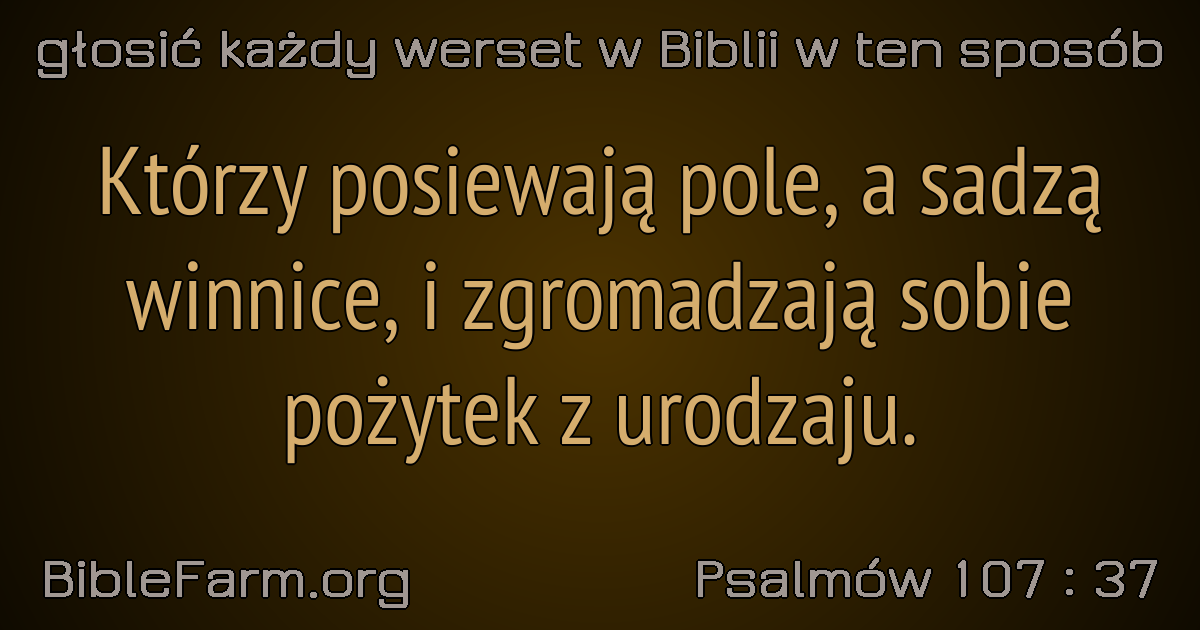 głosić każdy werset w Biblii w ten sposób
Którzy posiewają pole, a sadzą
winnice, i zgromadzają sobie
pożytek z urodzaju.
BibleFarm.org
Psalmów 107 : 37